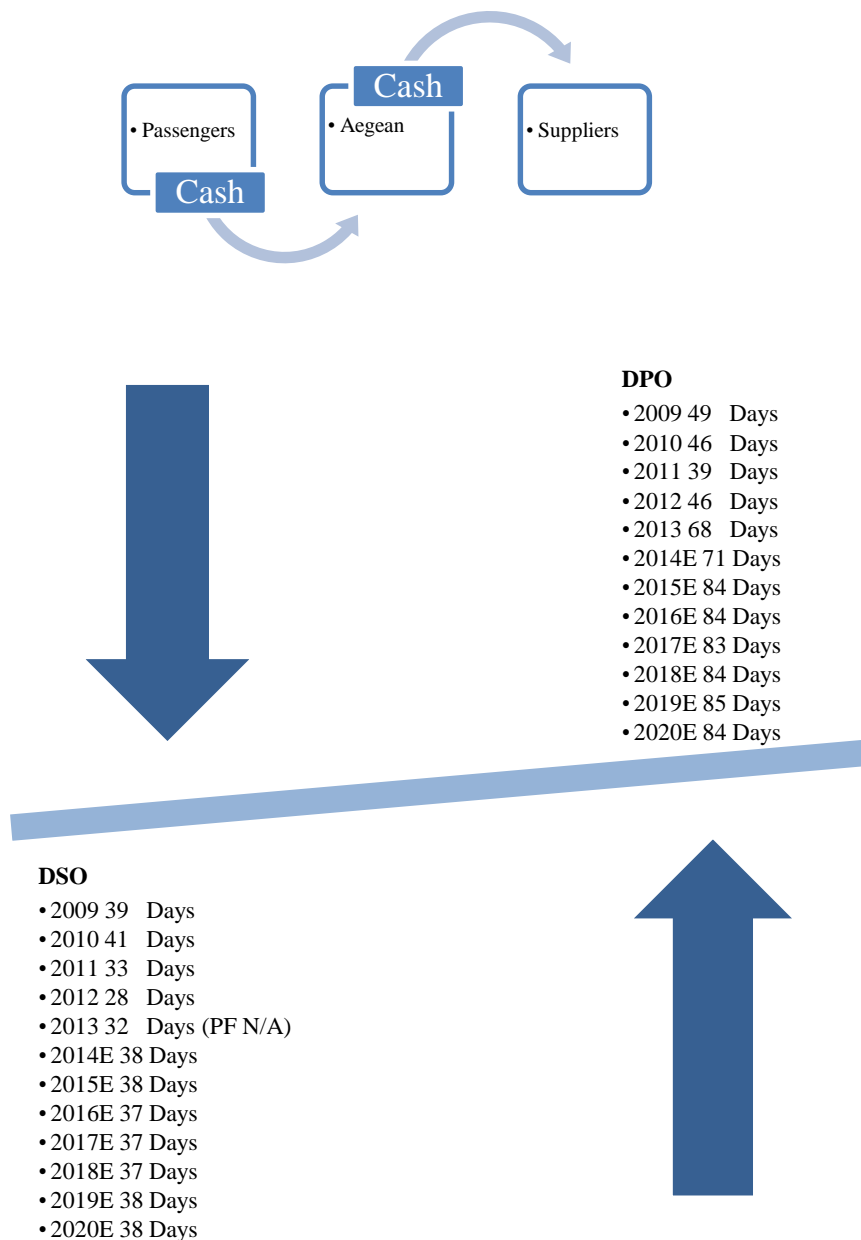 • Passengers
Cash
• Aegean
Cash
• Suppliers
DPO
• 2009 49 Days
• 2010 46 Days
• 2011 39 Days
• 2012 46 Days
• 2013 68 Days
• 2014E 71 Days
• 2015E 84 Days
• 2016E 84 Days
• 2017E 83 Days
• 2018E 84 Days
• 2019E 85 Days
• 2020E 84 Days
DSO
• 2009 39 Days
• 2010 41 Days
• 2011 33 Days
• 2012 28 Days
• 2013 32 Days (PF N/A)
• 2014E 38 Days
• 2015E 38 Days
• 2016E 37 Days
• 2017E 37 Days
• 2018E 37 Days
• 2019E 38 Days
• 2020E 38 Days